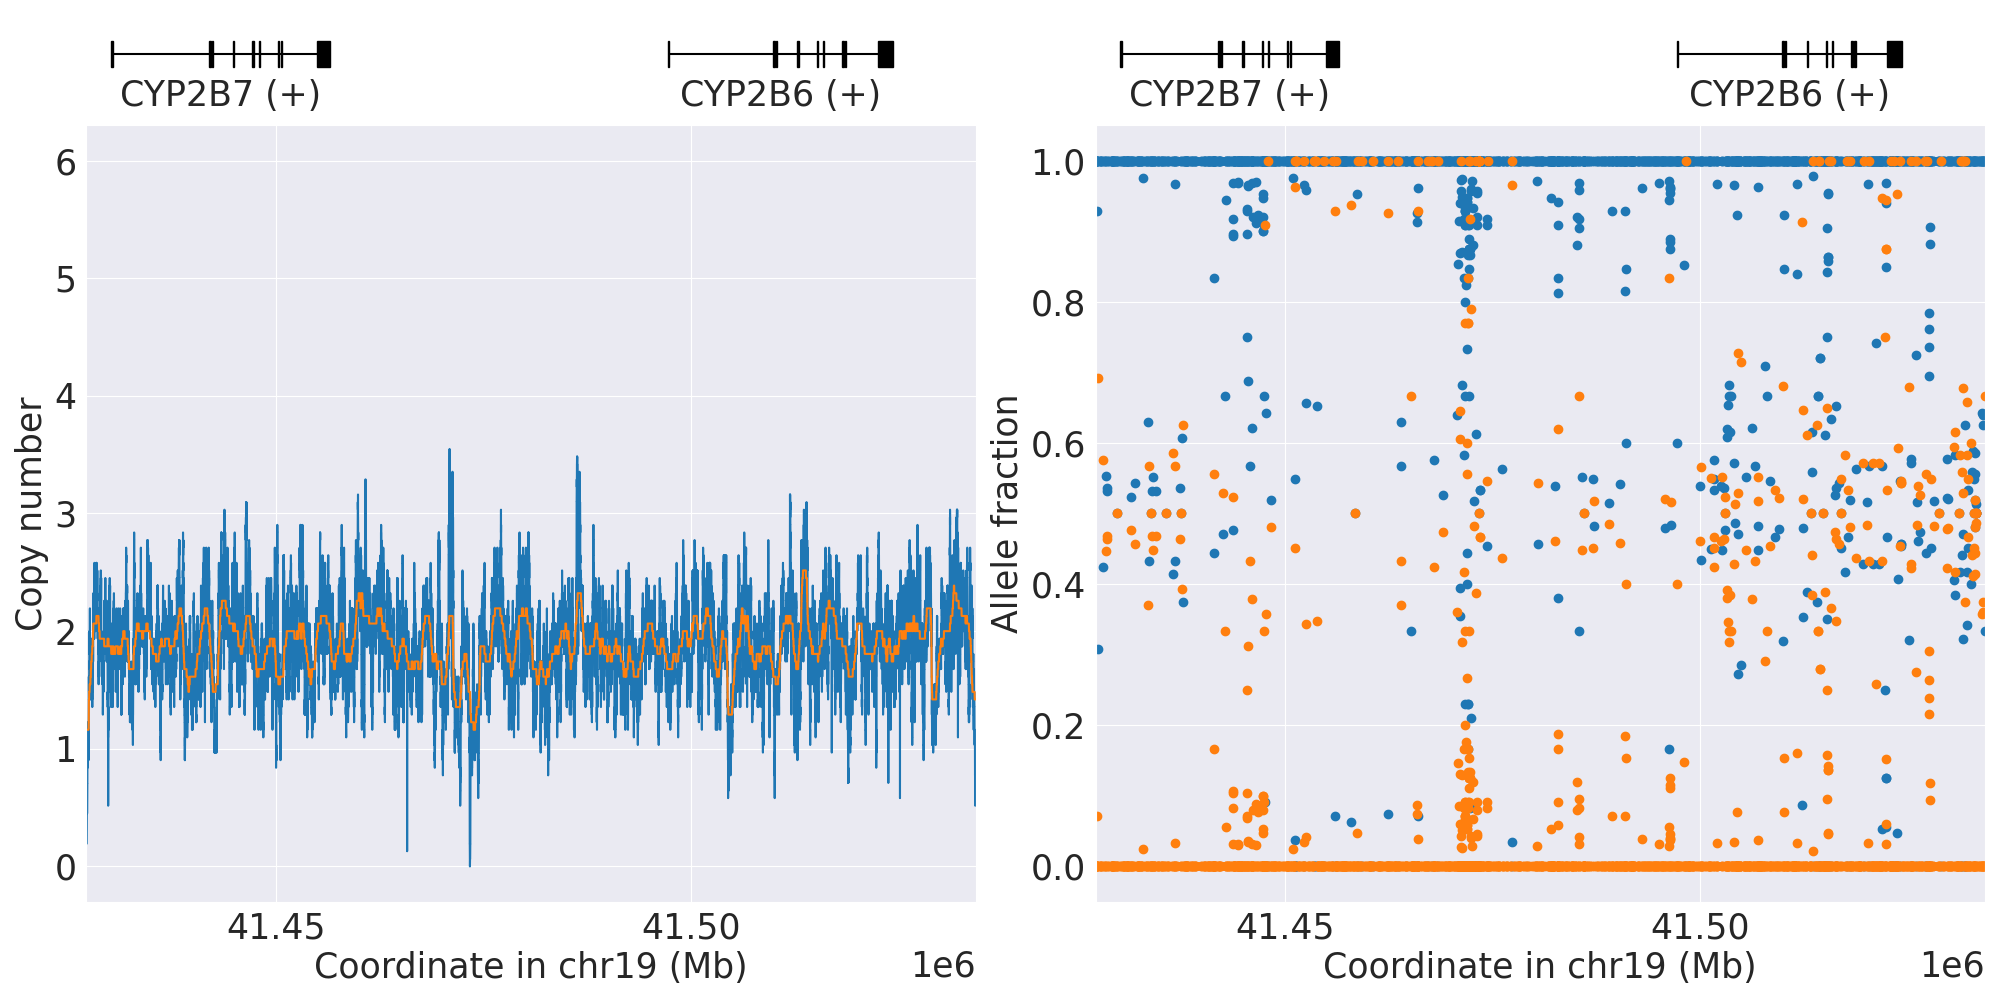 CYP2B7 (+)
CYP2B6 (+)
CYP2B7 (+)
CYP2B6 (+)
6
5
4
3
2
1
0
Copy number
41.45
41.50
Coordinate in chr19 (Mb)
1e6
1.0
0.8
0.6
0.4
0.2
0.0
Allele fraction
41.45
41.50
Coordinate in chr19 (Mb)
1e6